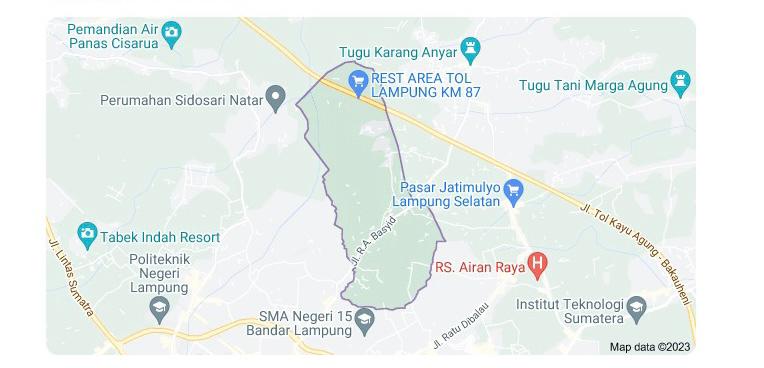 Pemandian Air
Panas Cisarua
Tugu Karang Anyar
REST AREA TOL
LAMPUNG KM 87
Tugu Tani Marga Agung
Perumahan Sidosari Natar
Pasar Jatimulyo
Lampung Selatan
Jl. Tol Kayu Agung - Bakauheni
Jl. R.A. Basyid
Tabek Indah Resort
Jl. Lintas Sumatra
Politeknik
Negeri
Lampung
RS. Airan Raya
H
SMA Negeri 15
Bandar Lampung
Jl. Ratu Dibalau
Institut Teknologi
Sumatera
Map data ©2023